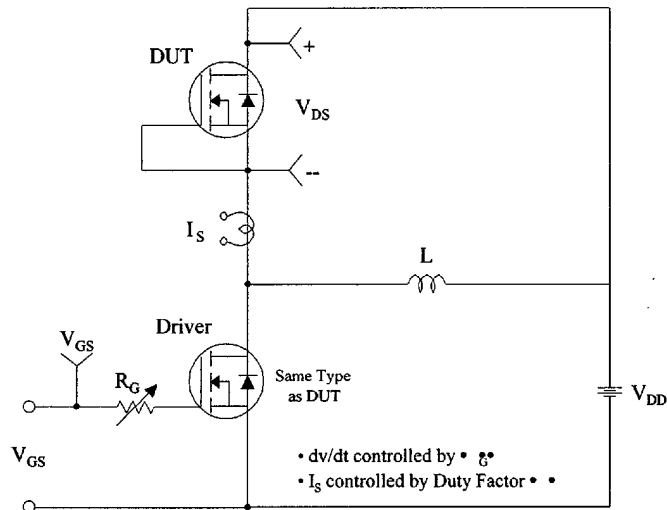 +
DUT
V_DS
--
I_S
L
Driver
V_GS
R_G
Same Type
as DUT
V_DD
V_GS
• dv/dt controlled by • G•
• I_S controlled by Duty Factor • •